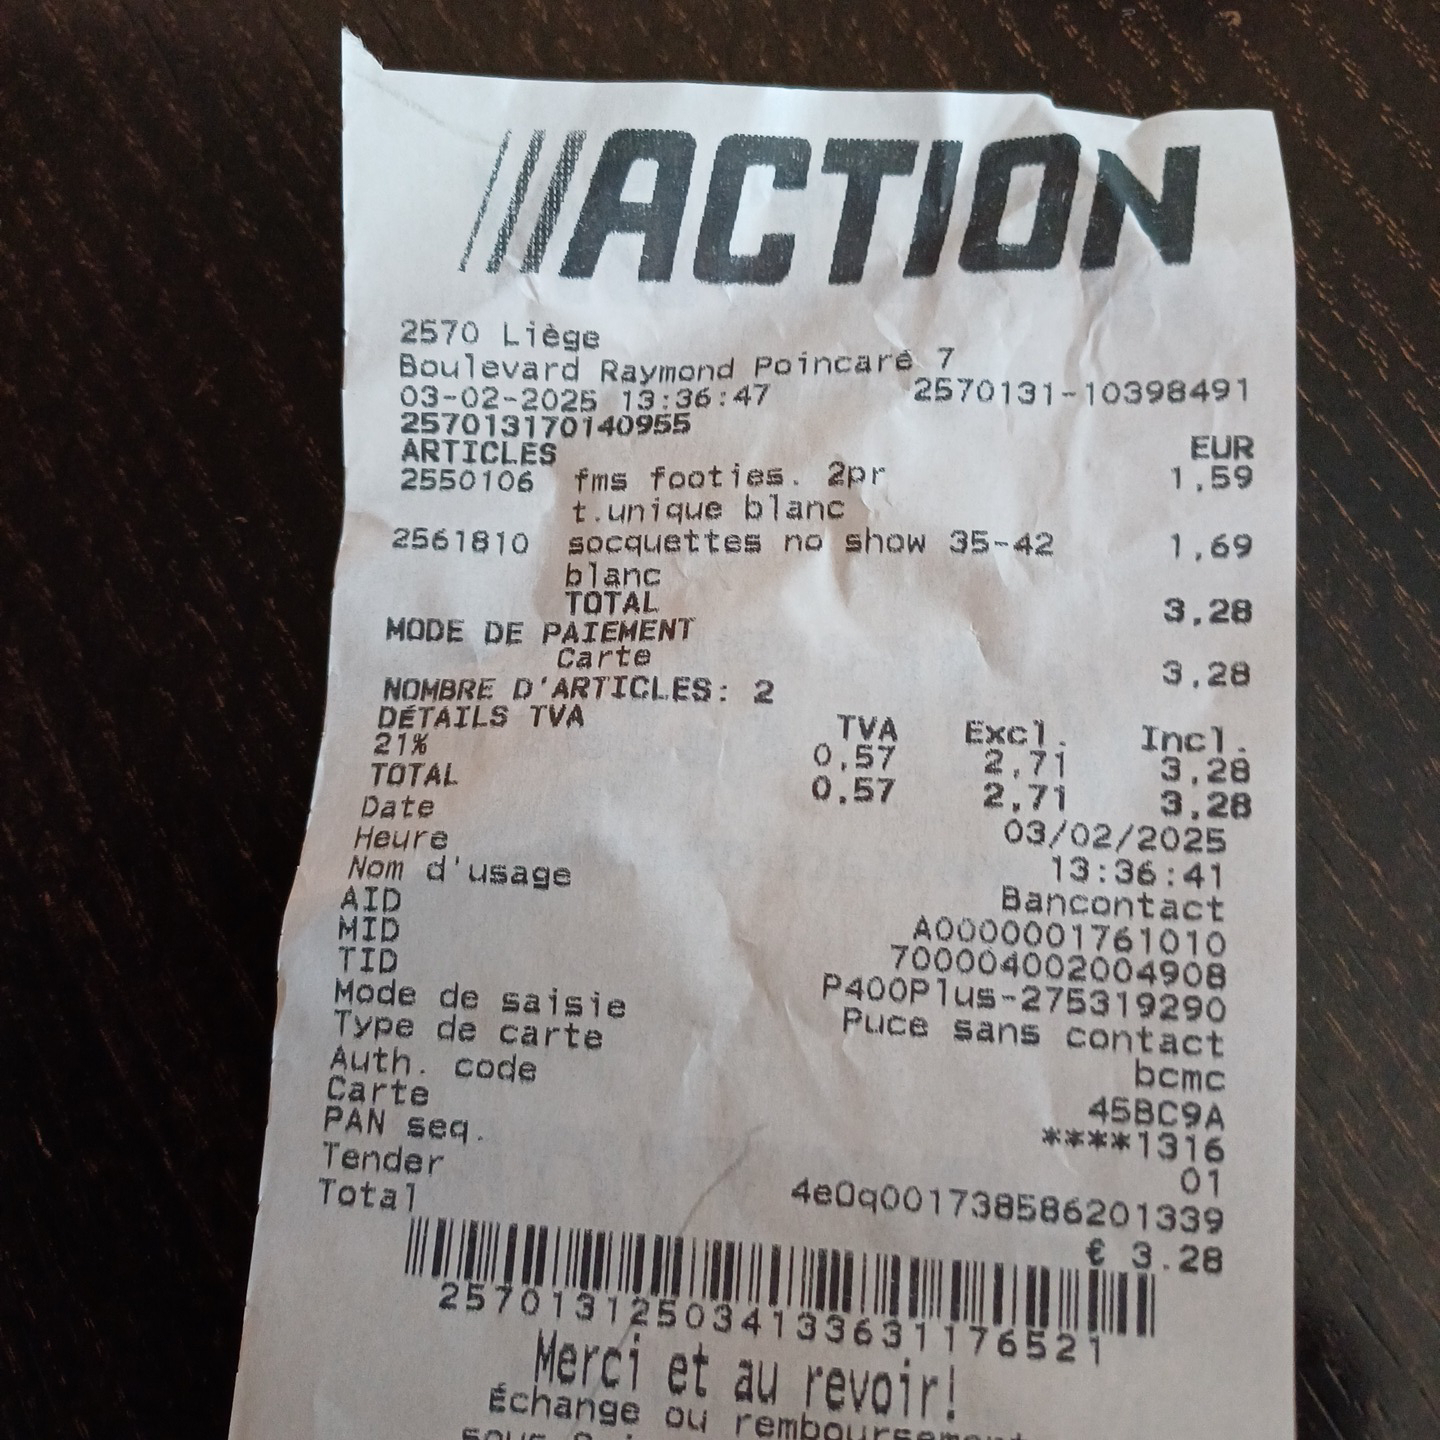 ACTION
2570 Liège
Boulevard Raymond Poincaré 7
03-02-2025 13:36:47 2570131-10398491
257013170140955
ARTICLES EUR
2550106 fms footies. 2pr 1,59
t.unique blanc
2561810 socquettes no show 35-42 1,69
blanc
TOTAL 3,28
MODE DE PAIEMENT
Carte 3,28
NOMBRE D'ARTICLES: 2
DÉTAILS TVA TVA Excl. Incl.
21% 0,57 2,71 3,28
TOTAL 0,57 2,71 3,28
Date 03/02/2025
Heure 13:36:41
Nom d'usage Bancontact
AID A0000001761010
MID 700004002004908
TID P400Plus-275319290
Mode de saisie Puce sans contact
Type de carte bcmc
Auth. code 45BC9A
Carte ****1316
PAN seq. 01
Tender 4e0q001738586201339
Total € 3.28
257013125034133631176521
Merci et au revoir!
Échange ou remboursement